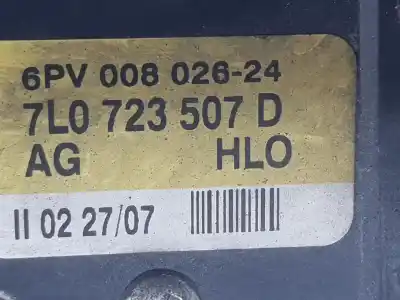 6PV 008 026-24
7L0 723 507 D
AG HLO
II 02 27/07